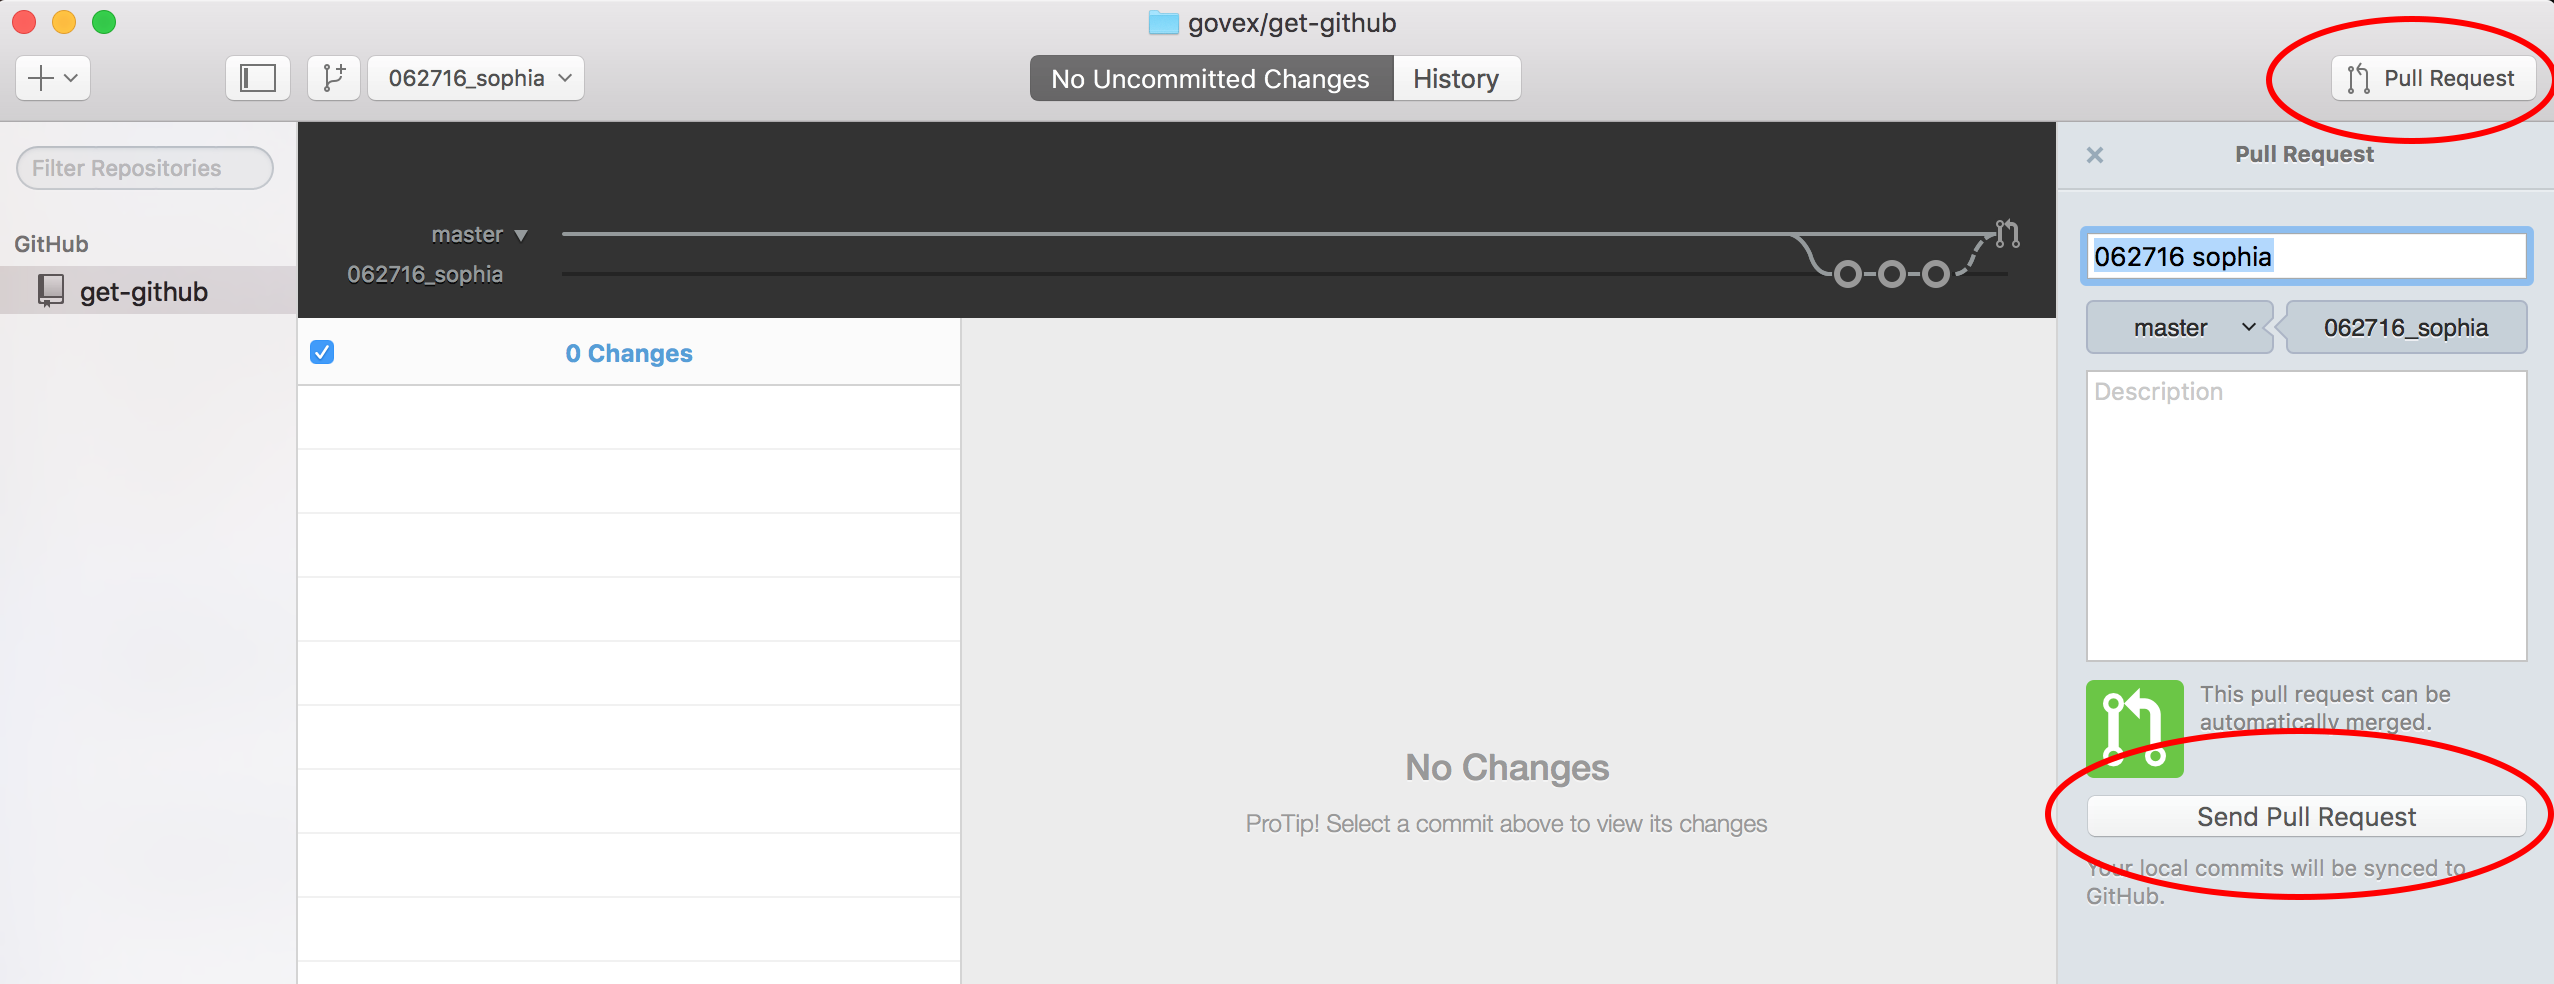 govex/get-github
062716_sophia
No Uncommitted Changes
History
Pull Request
Filter Repositories
GitHub
get-github
master
062716_sophia
0 Changes
No Changes
ProTip! Select a commit above to view its changes
Pull Request
062716 sophia
master
062716_sophia
Description
This pull request can be
automatically merged.
Send Pull Request
Your local commits will be synced to
GitHub.